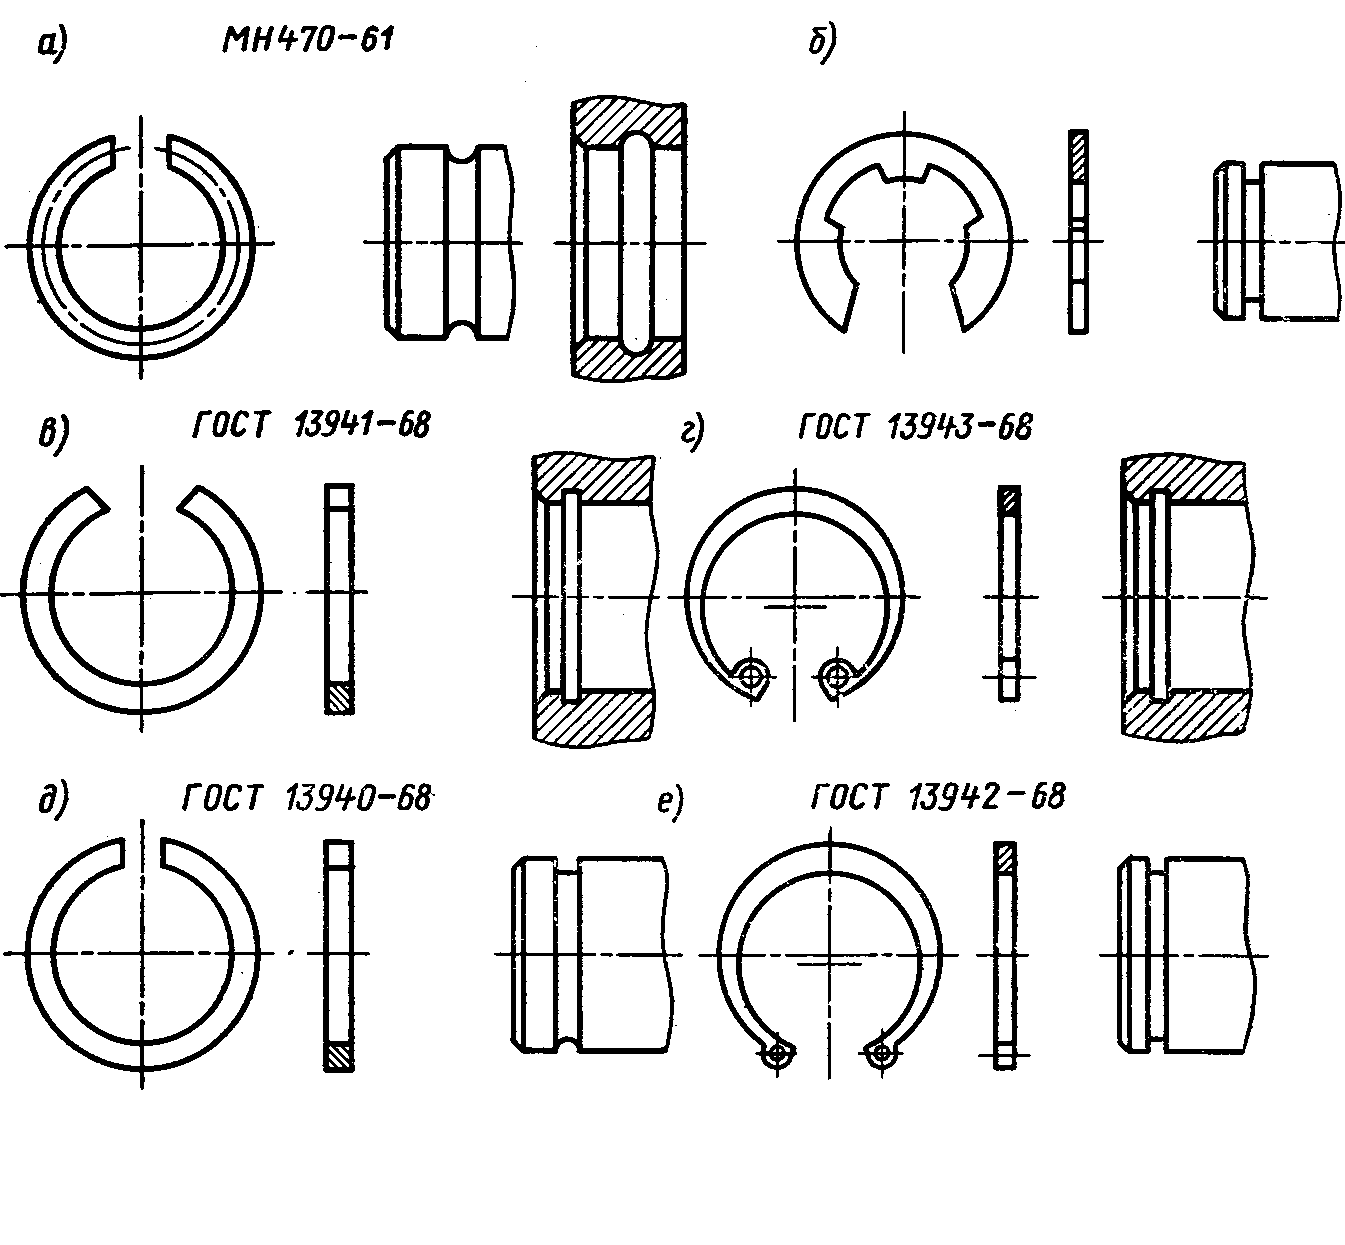 а) МН470-61
б)
в) ГОСТ 13941-68
г) ГОСТ 13943-68
д) ГОСТ 13940-68
е) ГОСТ 13942-68